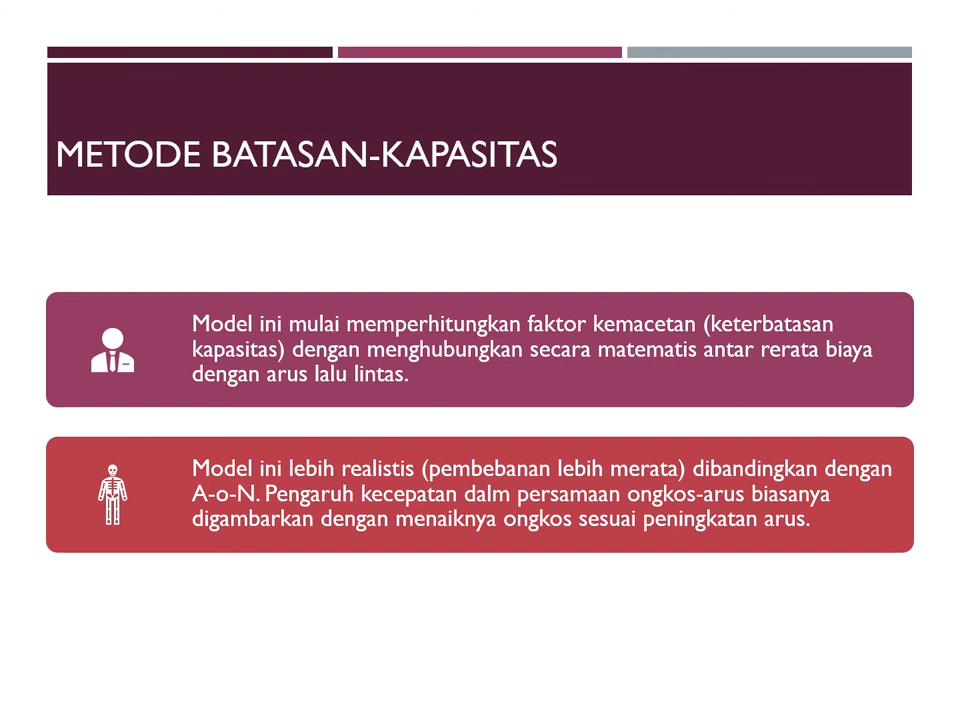 METODE BATASAN-KAPASITAS
Model ini mulai memperhitungkan faktor kemacetan (keterbatasan
kapasitas) dengan menghubungkan secara matematis antar rerata biaya
dengan arus lalu lintas.
Model ini lebih realistis (pembebanan lebih merata) dibandingkan dengan
A-o-N. Pengaruh kecepatan dalm persamaan ongkos-arus biasanya
digambarkan dengan menaiknya ongkos sesuai peningkatan arus.